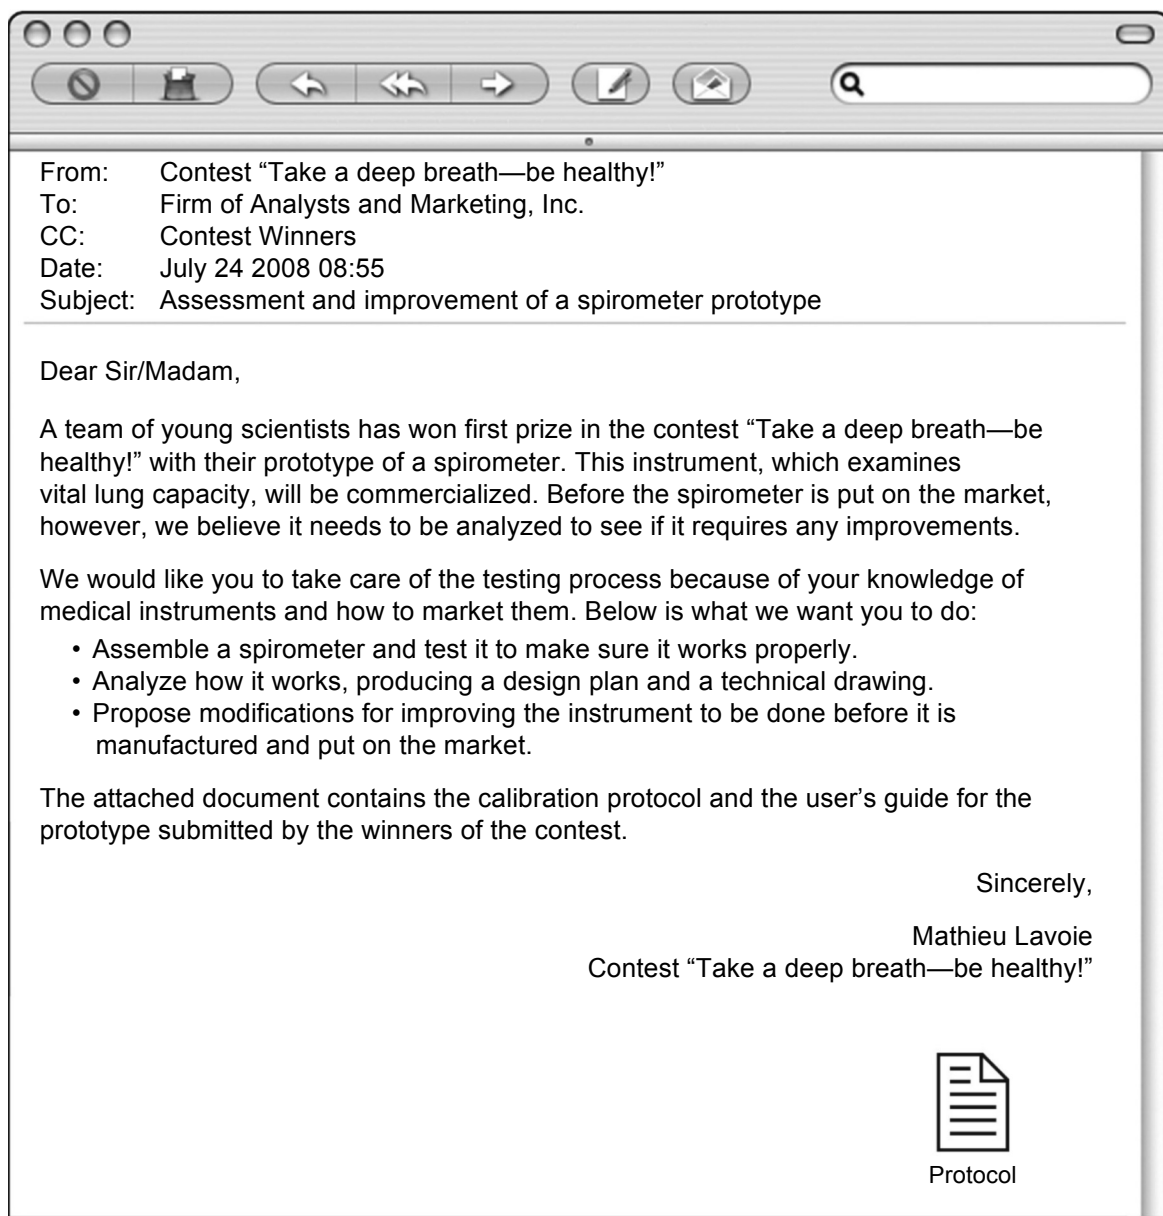 From: Contest “Take a deep breath—be healthy!”
To: Firm of Analysts and Marketing, Inc.
CC: Contest Winners
Date: July 24 2008 08:55
Subject: Assessment and improvement of a spirometer prototype
Dear Sir/Madam,
A team of young scientists has won first prize in the contest “Take a deep breath—be
healthy!” with their prototype of a spirometer. This instrument, which examines
vital lung capacity, will be commercialized. Before the spirometer is put on the market,
however, we believe it needs to be analyzed to see if it requires any improvements.
We would like you to take care of the testing process because of your knowledge of
medical instruments and how to market them. Below is what we want you to do:
• Assemble a spirometer and test it to make sure it works properly.
• Analyze how it works, producing a design plan and a technical drawing.
• Propose modifications for improving the instrument to be done before it is
manufactured and put on the market.
The attached document contains the calibration protocol and the user’s guide for the
prototype submitted by the winners of the contest.
Sincerely,
Mathieu Lavoie
Contest “Take a deep breath—be healthy!”
Protocol